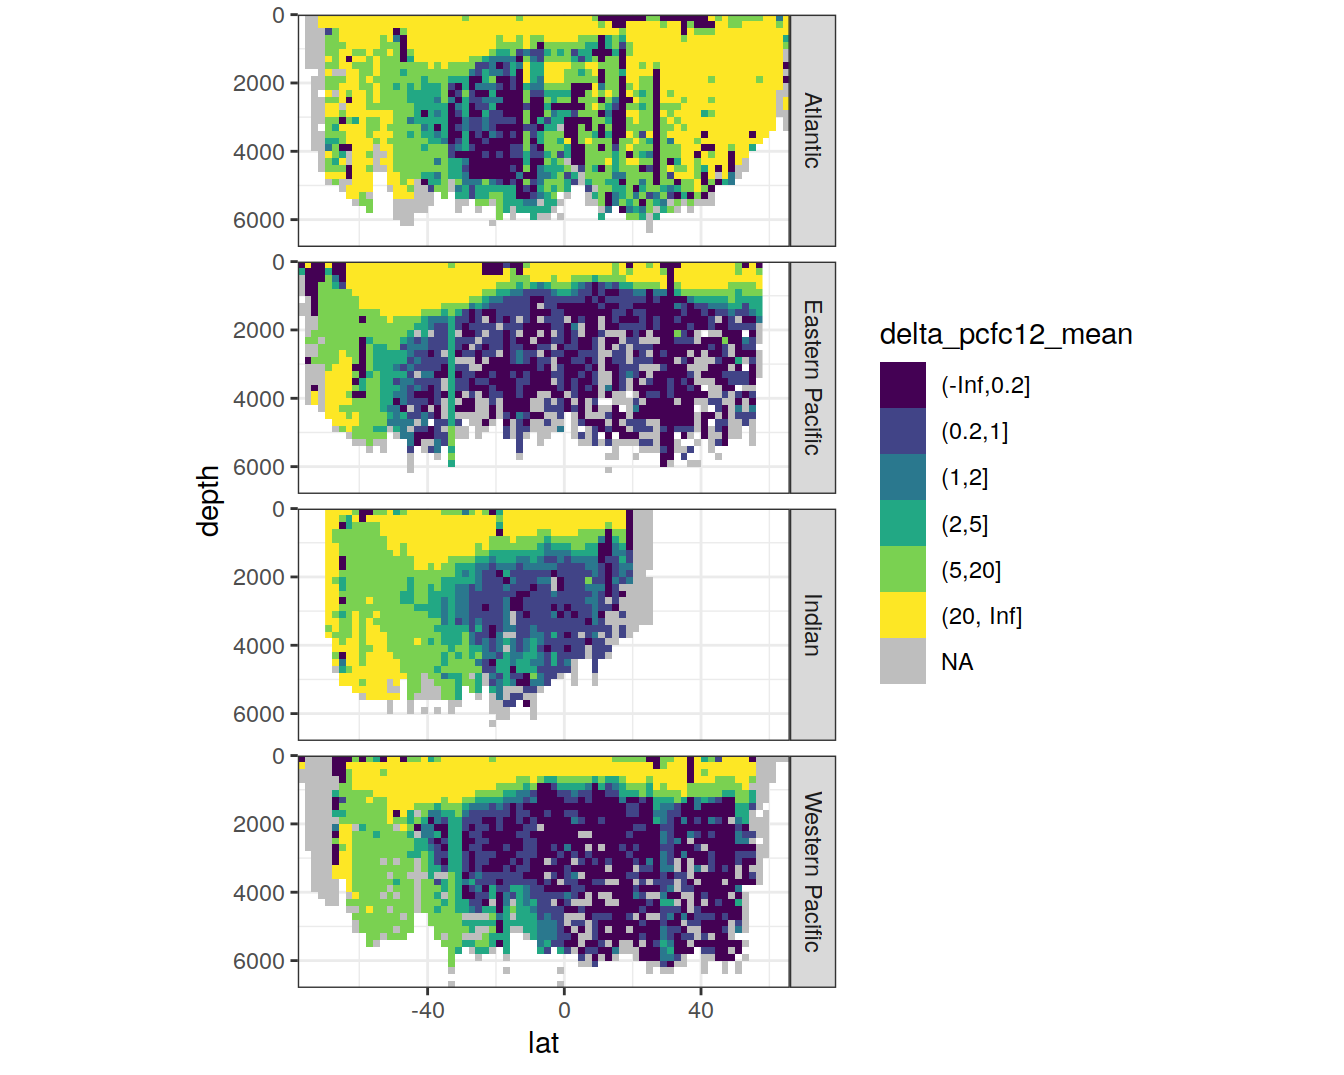 0
2000
4000
6000
Atlantic
0
2000
4000
6000
Eastern Pacific
0
2000
4000
6000
Indian
0
2000
4000
6000
Western Pacific
-40 0 40
lat
depth
delta_pcfc12_mean
(-Inf,0.2]
(0.2,1]
(1,2]
(2,5]
(5,20]
(20, Inf]
NA